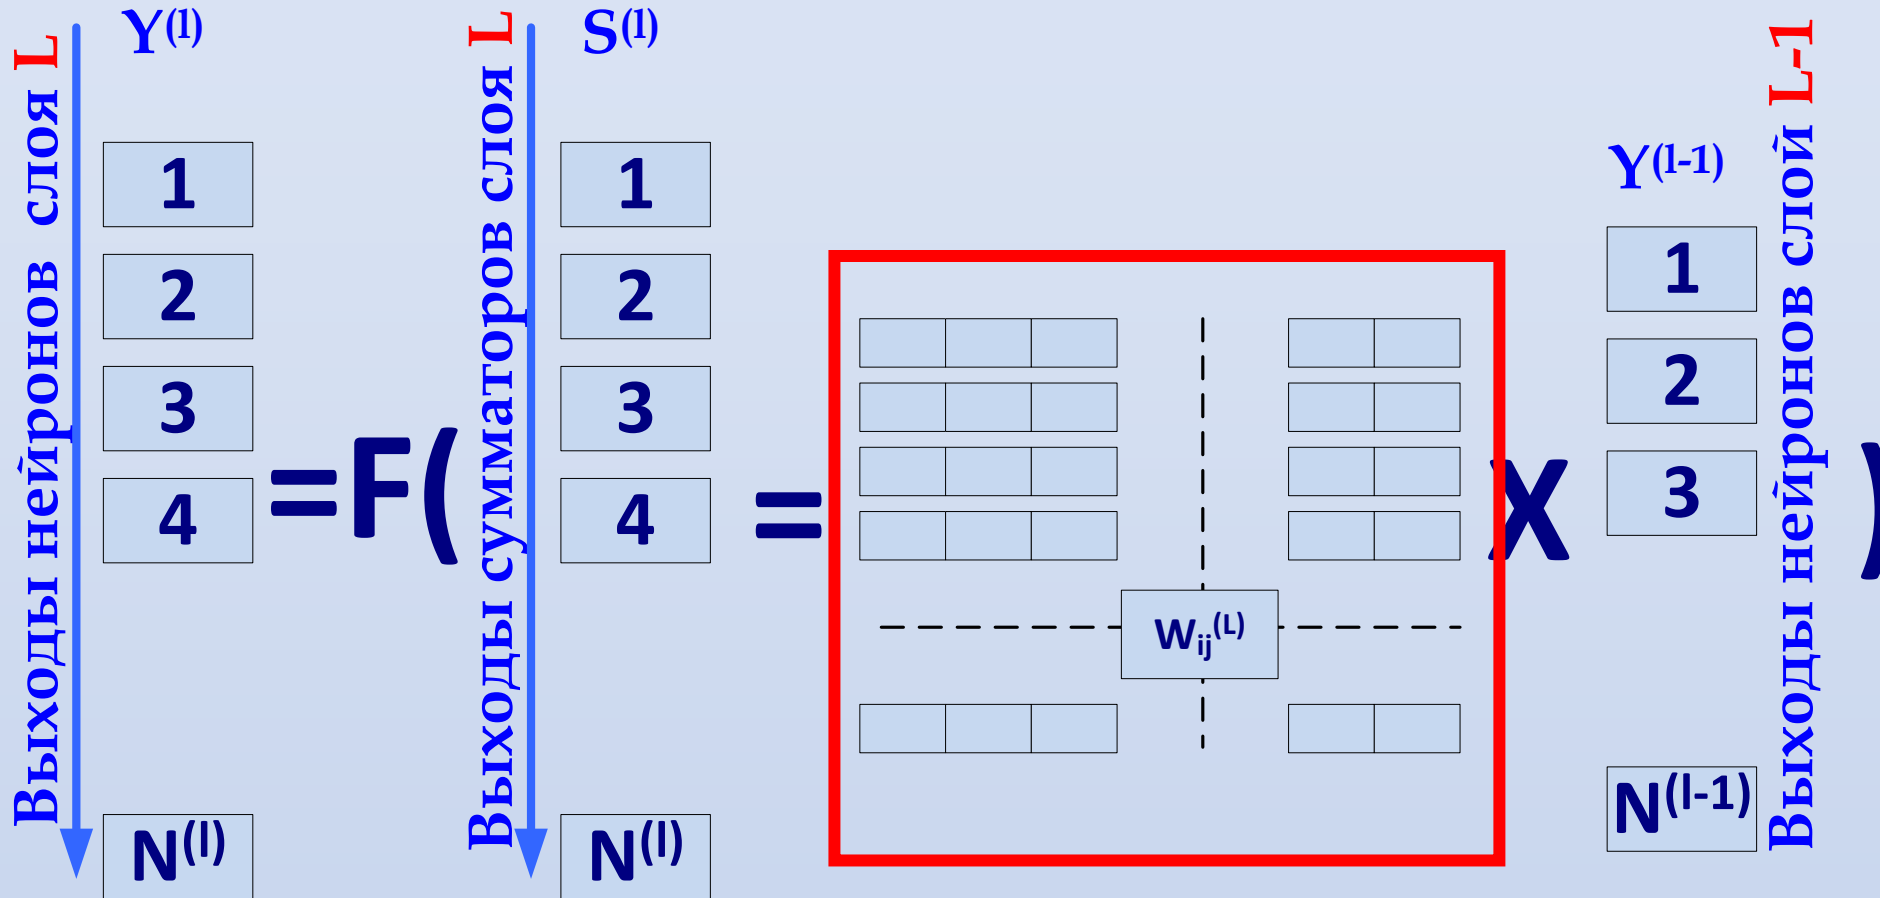 Выходы нейронов слоя L
Y(l)
1
2
3
4
N(l)
=F(
Выходы сумматоров слоя L
S(l)
1
2
3
4
N(l)
=
Wij(L)
X
Y(l-1)
1
2
3
N(l-1)
Выходы нейронов слой L-1
)